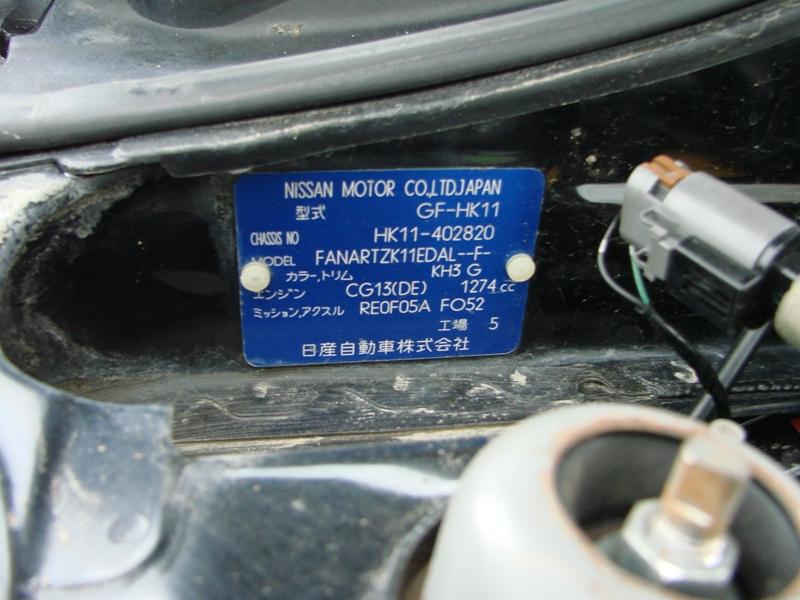 NISSAN MOTOR CO.,LTD.JAPAN
型式 GF-HK11
CHASSIS NO HK11-402820
MODEL FANARTZK11EDAL--F-
カラー,トリム KH3 G
エンジン CG13(DE) 1274 cc
ミッション,アクスル RE0F05A FO52
工場 5
日産自動車株式会社